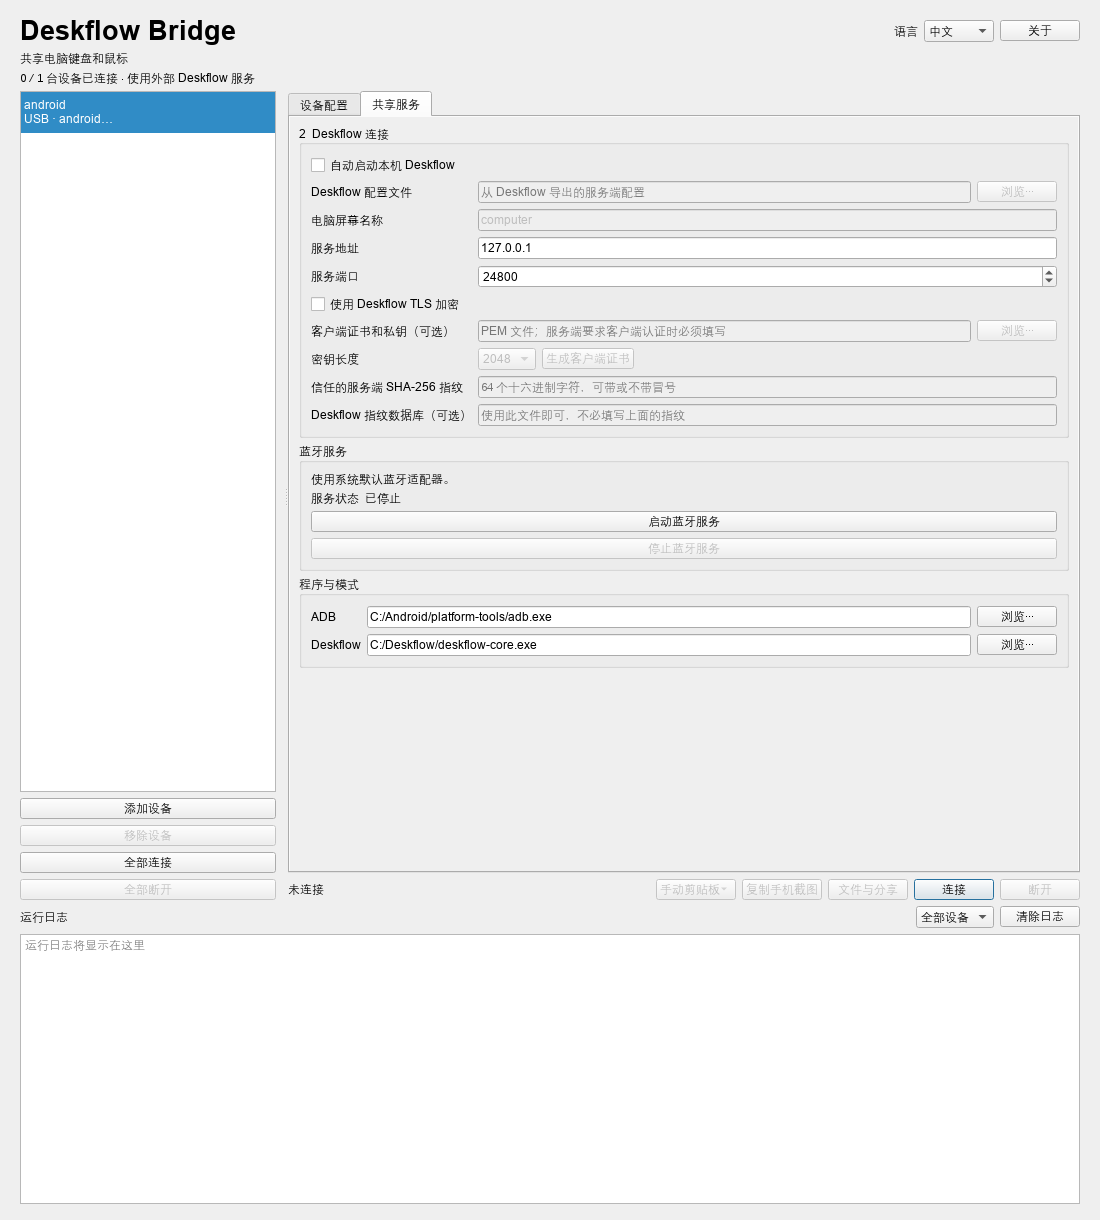 Deskflow Bridge
语言 中文 关于
共享电脑键盘和鼠标
0 / 1 台设备已连接 · 使用外部 Deskflow 服务
android
USB · android…
设备配置 共享服务
2 Deskflow 连接
自动启动本机 Deskflow
Deskflow 配置文件 从 Deskflow 导出的服务端配置 浏览…
电脑屏幕名称 computer
服务地址 127.0.0.1
服务端口 24800
使用 Deskflow TLS 加密
客户端证书和私钥（可选） PEM 文件；服务端要求客户端认证时必须填写 浏览…
密钥长度 2048 生成客户端证书
信任的服务端 SHA-256 指纹 64 个十六进制字符，可带或不带冒号
Deskflow 指纹数据库（可选） 使用此文件即可，不必填写上面的指纹
蓝牙服务
使用系统默认蓝牙适配器。
服务状态 已停止
启动蓝牙服务
停止蓝牙服务
程序与模式
ADB C:/Android/platform-tools/adb.exe 浏览…
Deskflow C:/Deskflow/deskflow-core.exe 浏览…
添加设备
移除设备
全部连接
全部断开
未连接 手动剪贴板 复制手机截图 文件与分享 连接 断开
运行日志 全部设备 清除日志
运行日志将显示在这里